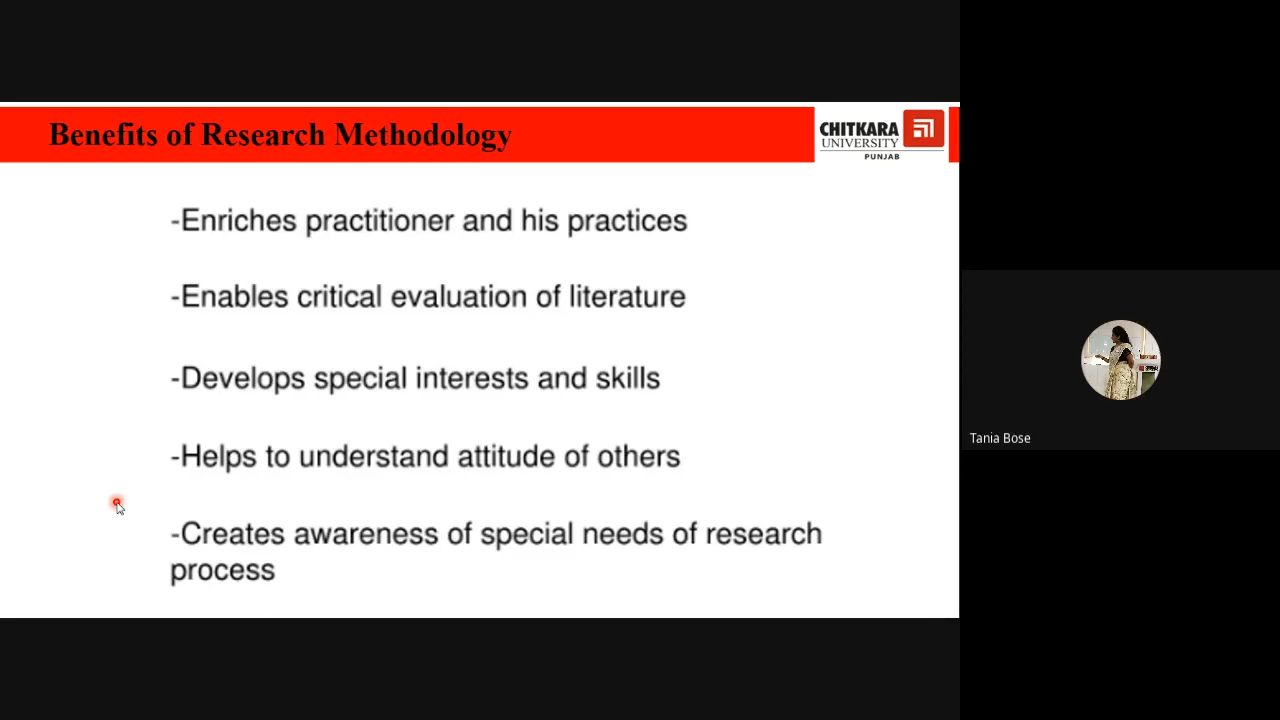 Benefits of Research Methodology
CHITKARA
UNIVERSITY
PUNJAB
-Enriches practitioner and his practices
-Enables critical evaluation of literature
-Develops special interests and skills
-Helps to understand attitude of others
-Creates awareness of special needs of research
process
Tania Bose